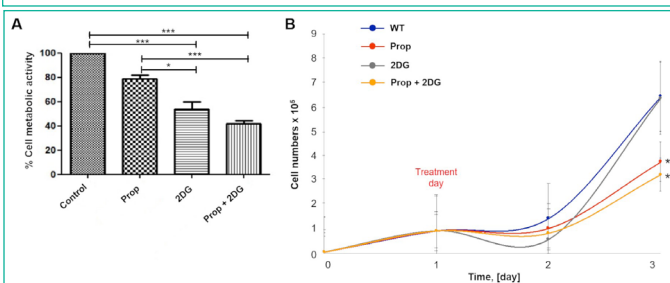 A
***
***
***
*
% Cell metabolic activity
100
80
60
40
20
0
Control
Prop
2DG
Prop + 2DG
B
WT
Prop
2DG
Prop + 2DG
Cell numbers x 10⁵
9
8
7
6
5
4
3
2
1
0
Treatment
day
*
*
0
1
2
3
Time, [day]